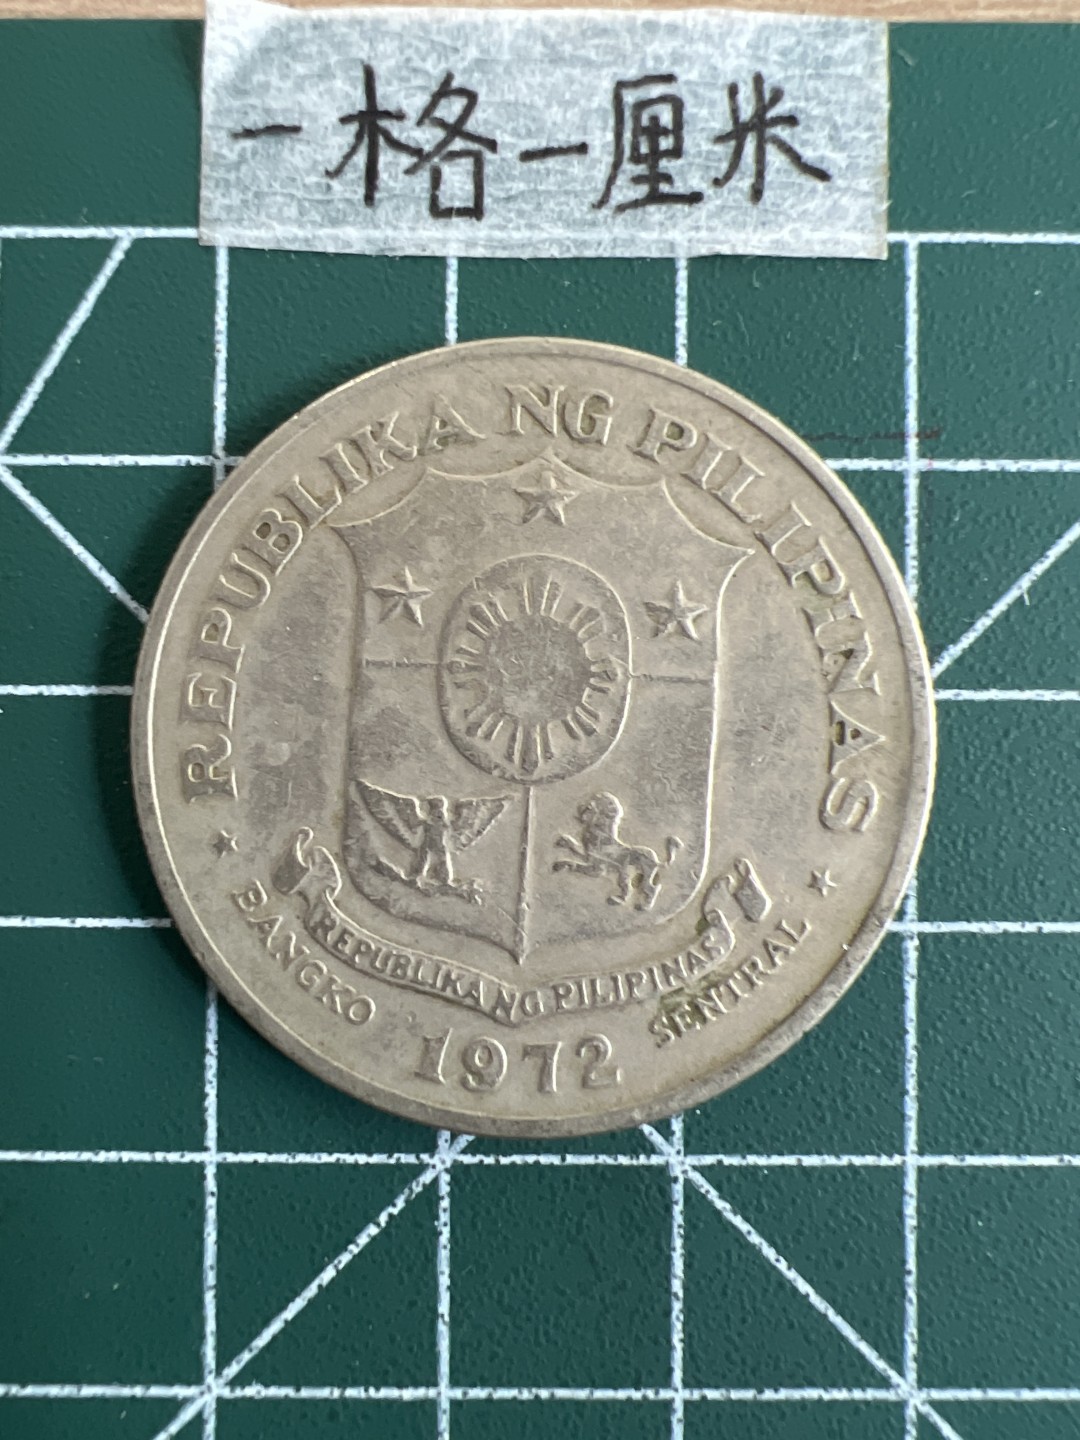 一格一厘米
REPUBLIKA NG PILIPINAS
REPUBLIKA NG PILIPINAS
BANGKO SENTRAL
1972